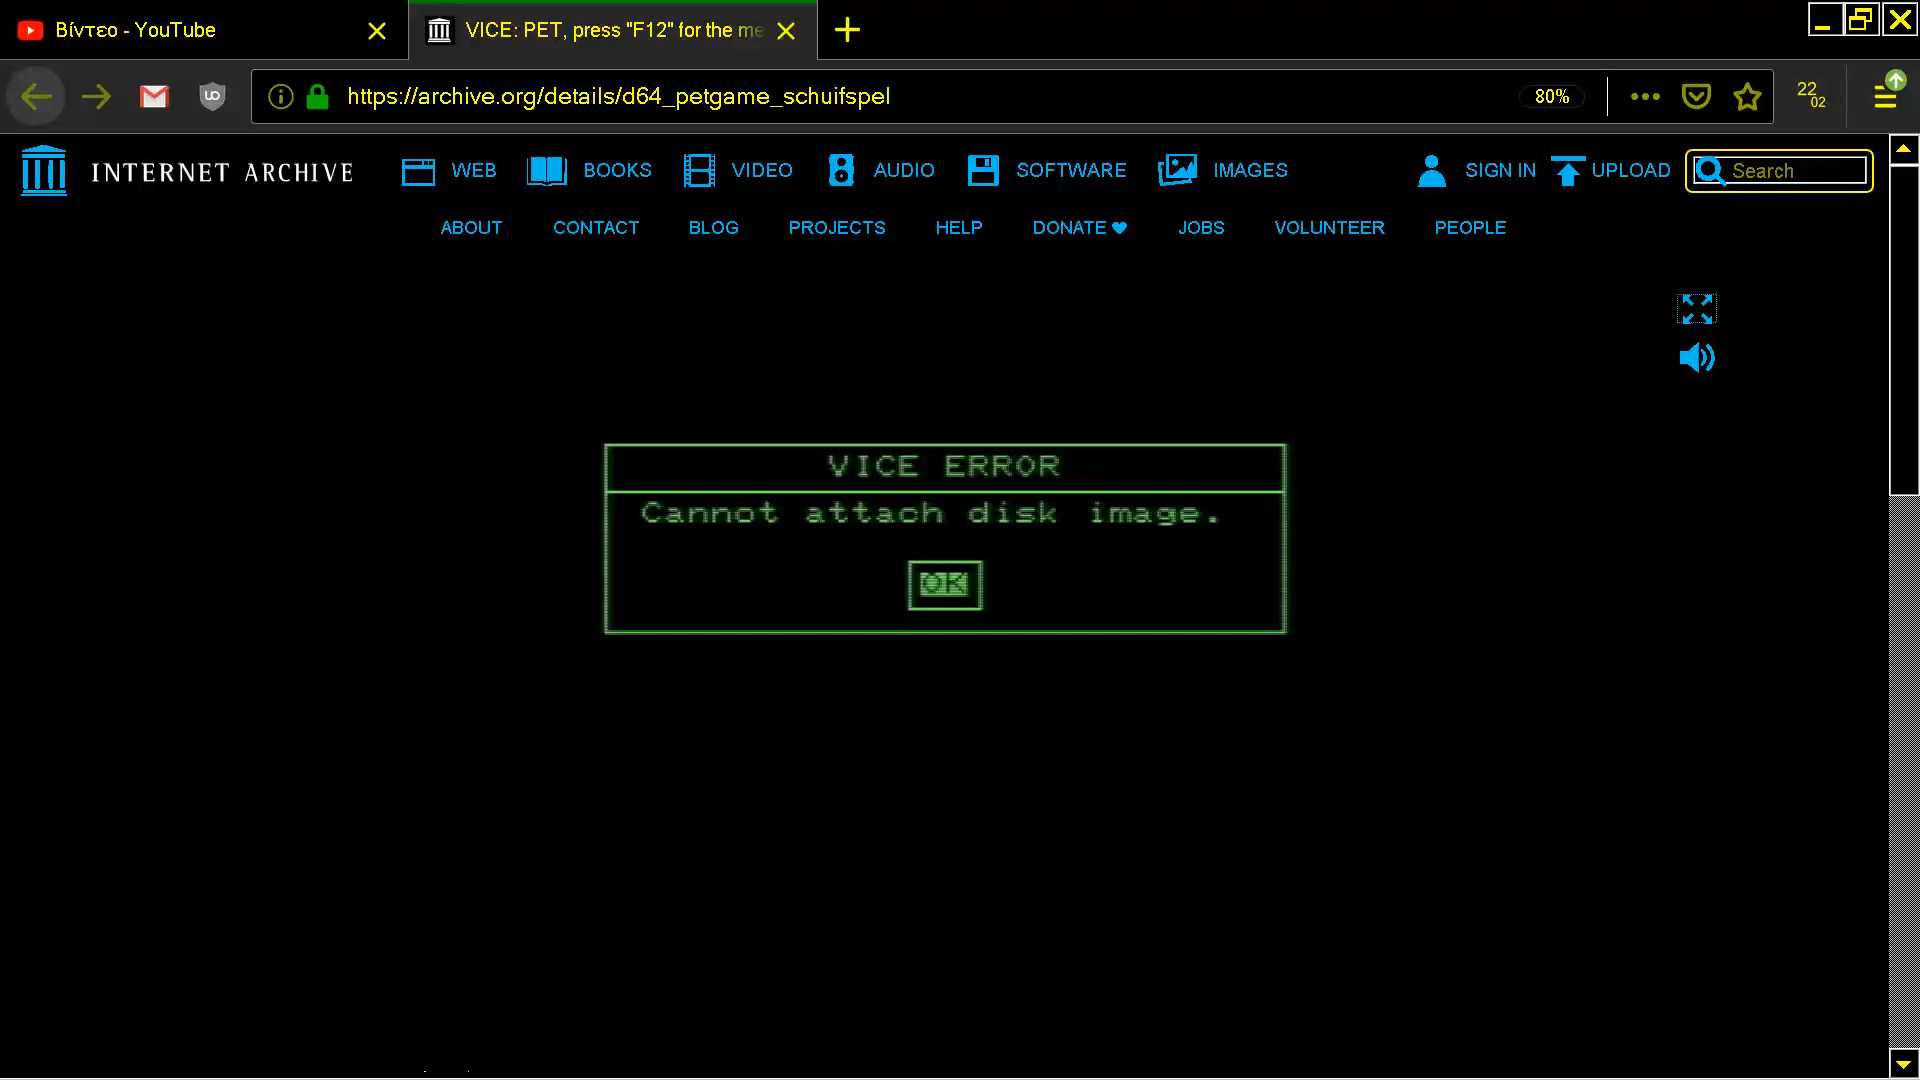 Βίντεο - YouTube
VICE: PET, press "F12" for the me
https://archive.org/details/d64_petgame_schuifspel
80%
22
02
INTERNET ARCHIVE
WEB BOOKS VIDEO AUDIO SOFTWARE IMAGES SIGN IN UPLOAD Search
ABOUT CONTACT BLOG PROJECTS HELP DONATE JOBS VOLUNTEER PEOPLE
VICE ERROR
Cannot attach disk image.
OK